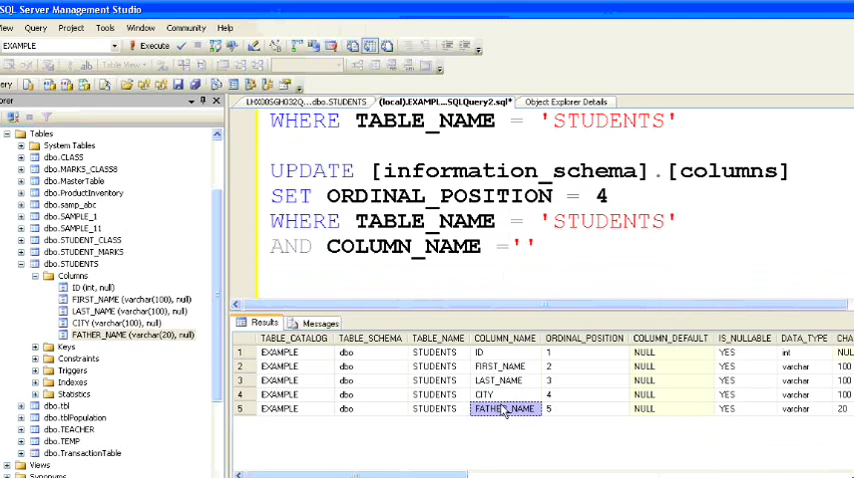 SQL Server Management Studio
View Query Project Tools Window Community Help
EXAMPLE Execute
Table View
LHX00SGH032Q...dbo.STUDENTS (local).EXAMPL...SQLQuery2.sql* Object Explorer Details
Tables
System Tables
dbo.CLASS
dbo.MARKS_CLASS8
dbo.MasterTable
dbo.ProductInventory
dbo.samp_abc
dbo.SAMPLE_1
dbo.SAMPLE_11
dbo.STUDENT_CLASS
dbo.STUDENT_MARKS
dbo.STUDENTS
Columns
ID (int, null)
FIRST_NAME (varchar(100), null)
LAST_NAME (varchar(100), null)
CITY (varchar(100), null)
FATHER_NAME (varchar(20), null)
Keys
Constraints
Triggers
Indexes
Statistics
dbo.tbl
dbo.tblPopulation
dbo.TEACHER
dbo.TEMP
dbo.TransactionTable
Views
Synonyms
WHERE TABLE_NAME = 'STUDENTS'
UPDATE [information_schema].[columns]
SET ORDINAL_POSITION = 4
WHERE TABLE_NAME = 'STUDENTS'
AND COLUMN_NAME =''
Results Messages
TABLE_CATALOG TABLE_SCHEMA TABLE_NAME COLUMN_NAME ORDINAL_POSITION COLUMN_DEFAULT IS_NULLABLE DATA_TYPE CHA
1 EXAMPLE dbo STUDENTS ID 1 NULL YES int
2 EXAMPLE dbo STUDENTS FIRST_NAME 2 NULL YES varchar 100
3 EXAMPLE dbo STUDENTS LAST_NAME 3 NULL YES varchar 100
4 EXAMPLE dbo STUDENTS CITY 4 NULL YES varchar 100
5 EXAMPLE dbo STUDENTS FATHER_NAME 5 NULL YES varchar 20